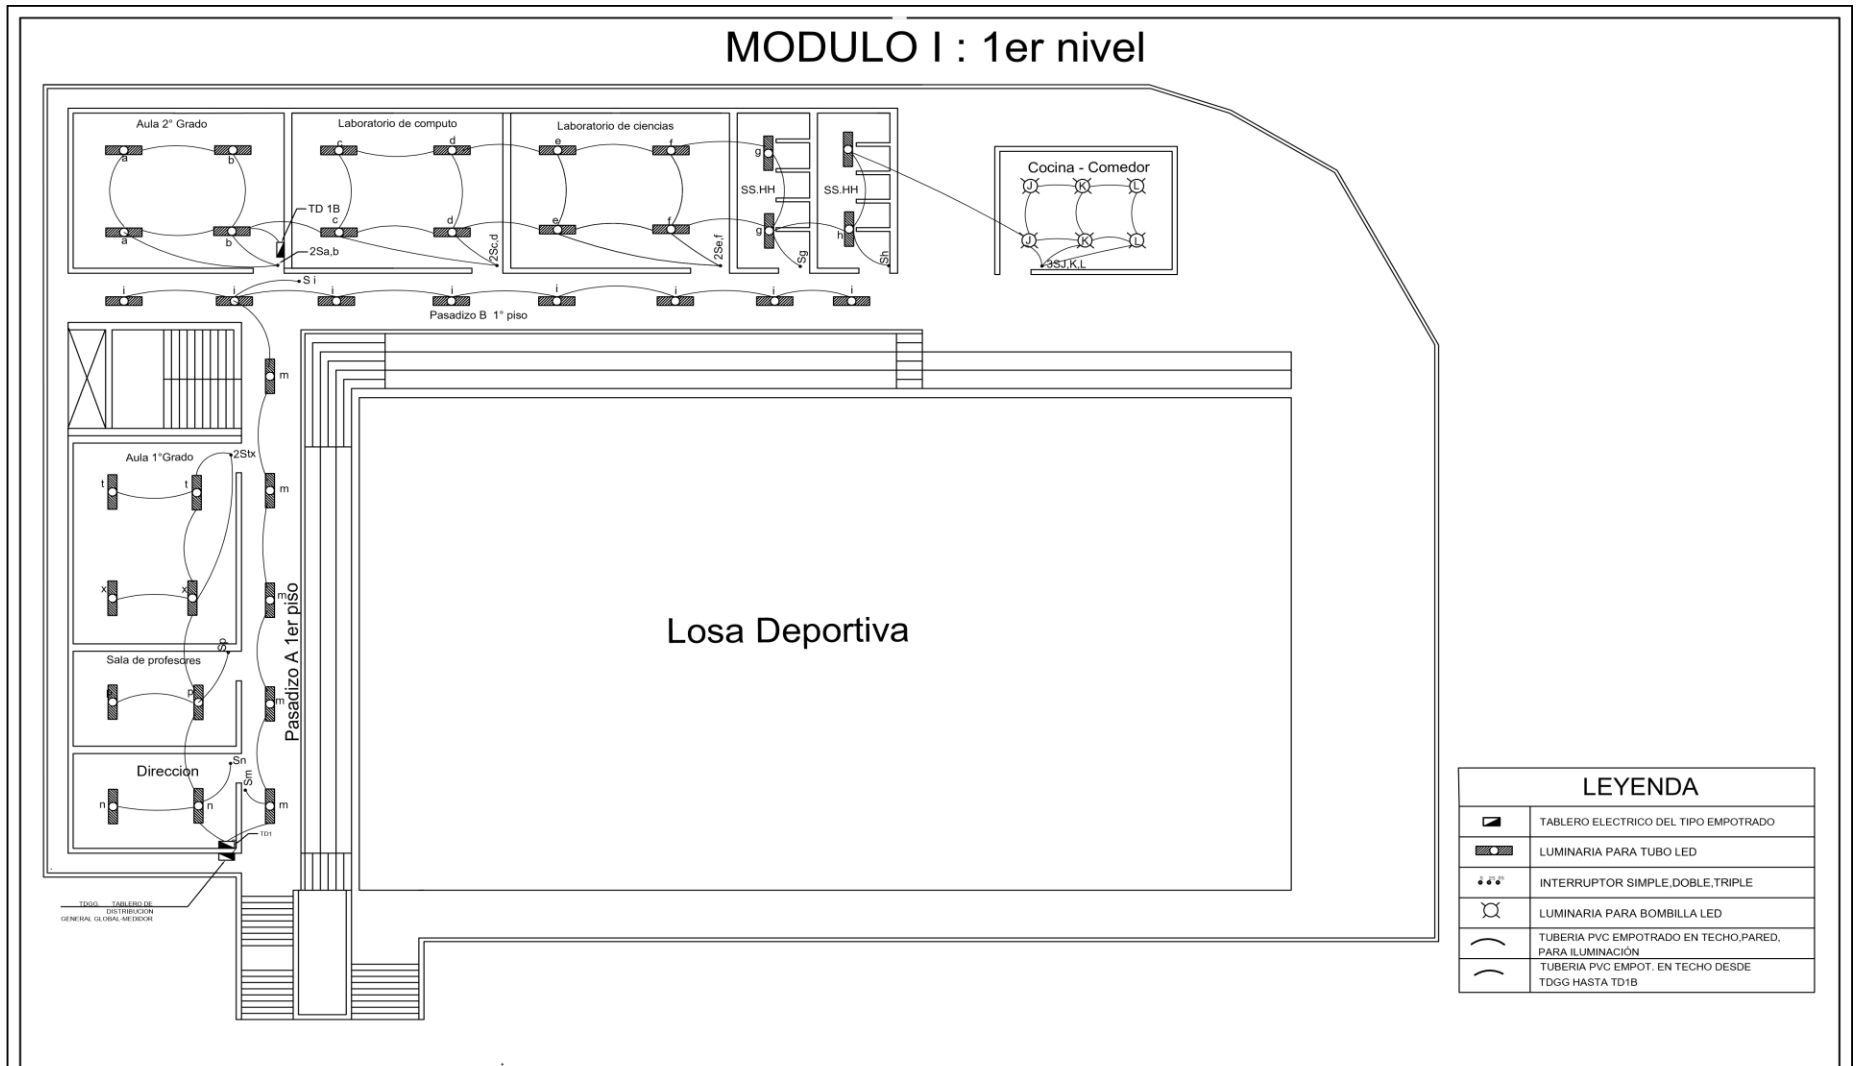 MODULO I : 1er nivel
Aula 2° Grado
Laboratorio de computo
Laboratorio de ciencias
a
b
c
d
e
f
g
SS.HH
SS.HH
Cocina - Comedor
J
K
L
TD 1B
a
b
c
d
e
f
g
h
J
K
L
2Sa,b
2Sc,d
2Se,f
Sg
Sh
3SJ,K,L
S i
i
i
i
i
i
i
i
i
Pasadizo B 1° piso
m
Aula 1°Grado
2Stx
t
t
m
x
x
m
Pasadizo A 1er piso
Losa Deportiva
Sp
Sala de profesores
p
p
m
Direccion
Sn
Sm
n
n
m
TD1
TDGG. TABLERO DE
DISTRIBUCION
GENERAL GLOBAL-MEDIDOR
LEYENDA
TABLERO ELECTRICO DEL TIPO EMPOTRADO
LUMINARIA PARA TUBO LED
INTERRUPTOR SIMPLE,DOBLE,TRIPLE
LUMINARIA PARA BOMBILLA LED
TUBERIA PVC EMPOTRADO EN TECHO,PARED,
PARA ILUMINACIÓN
TUBERIA PVC EMPOT. EN TECHO DESDE
TDGG HASTA TD1B